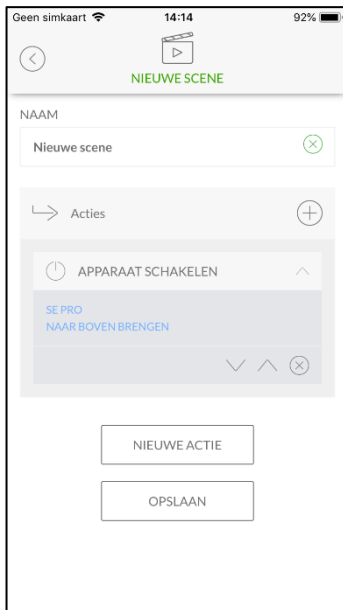 Geen simkaart 14:14 92%
NIEUWE SCENE
NAAM
Nieuwe scene
Acties
APPARAAT SCHAKELEN
SE PRO
NAAR BOVEN BRENGEN
NIEUWE ACTIE
OPSLAAN